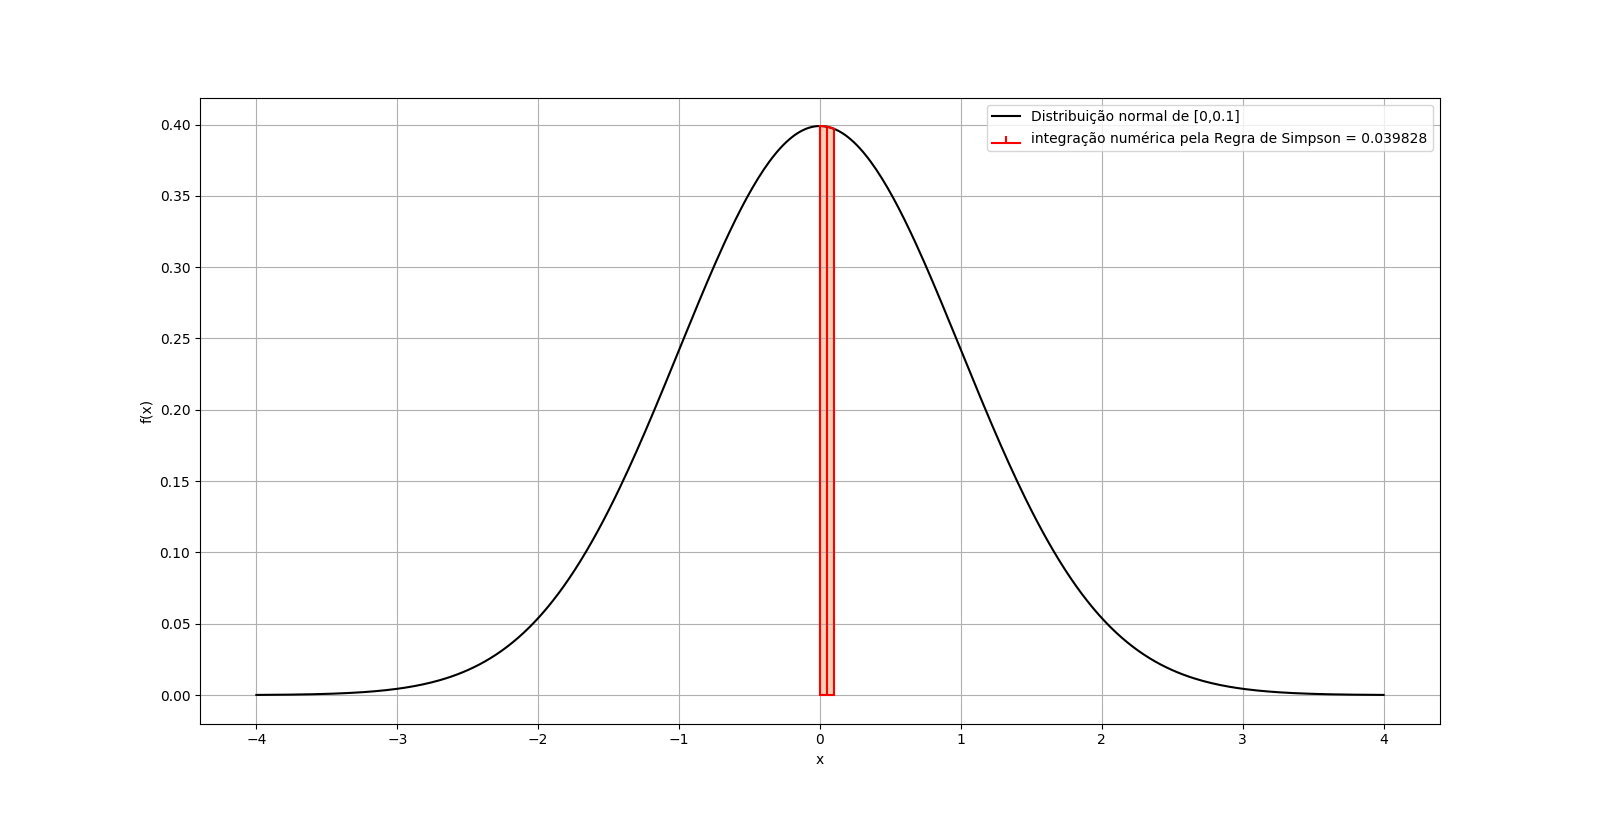 Distribuição normal de [0,0.1]
integração numérica pela Regra de Simpson = 0.039828
0.40
0.35
0.30
0.25
0.20
0.15
0.10
0.05
0.00
f(x)
−4 −3 −2 −1 0 1 2 3 4
x